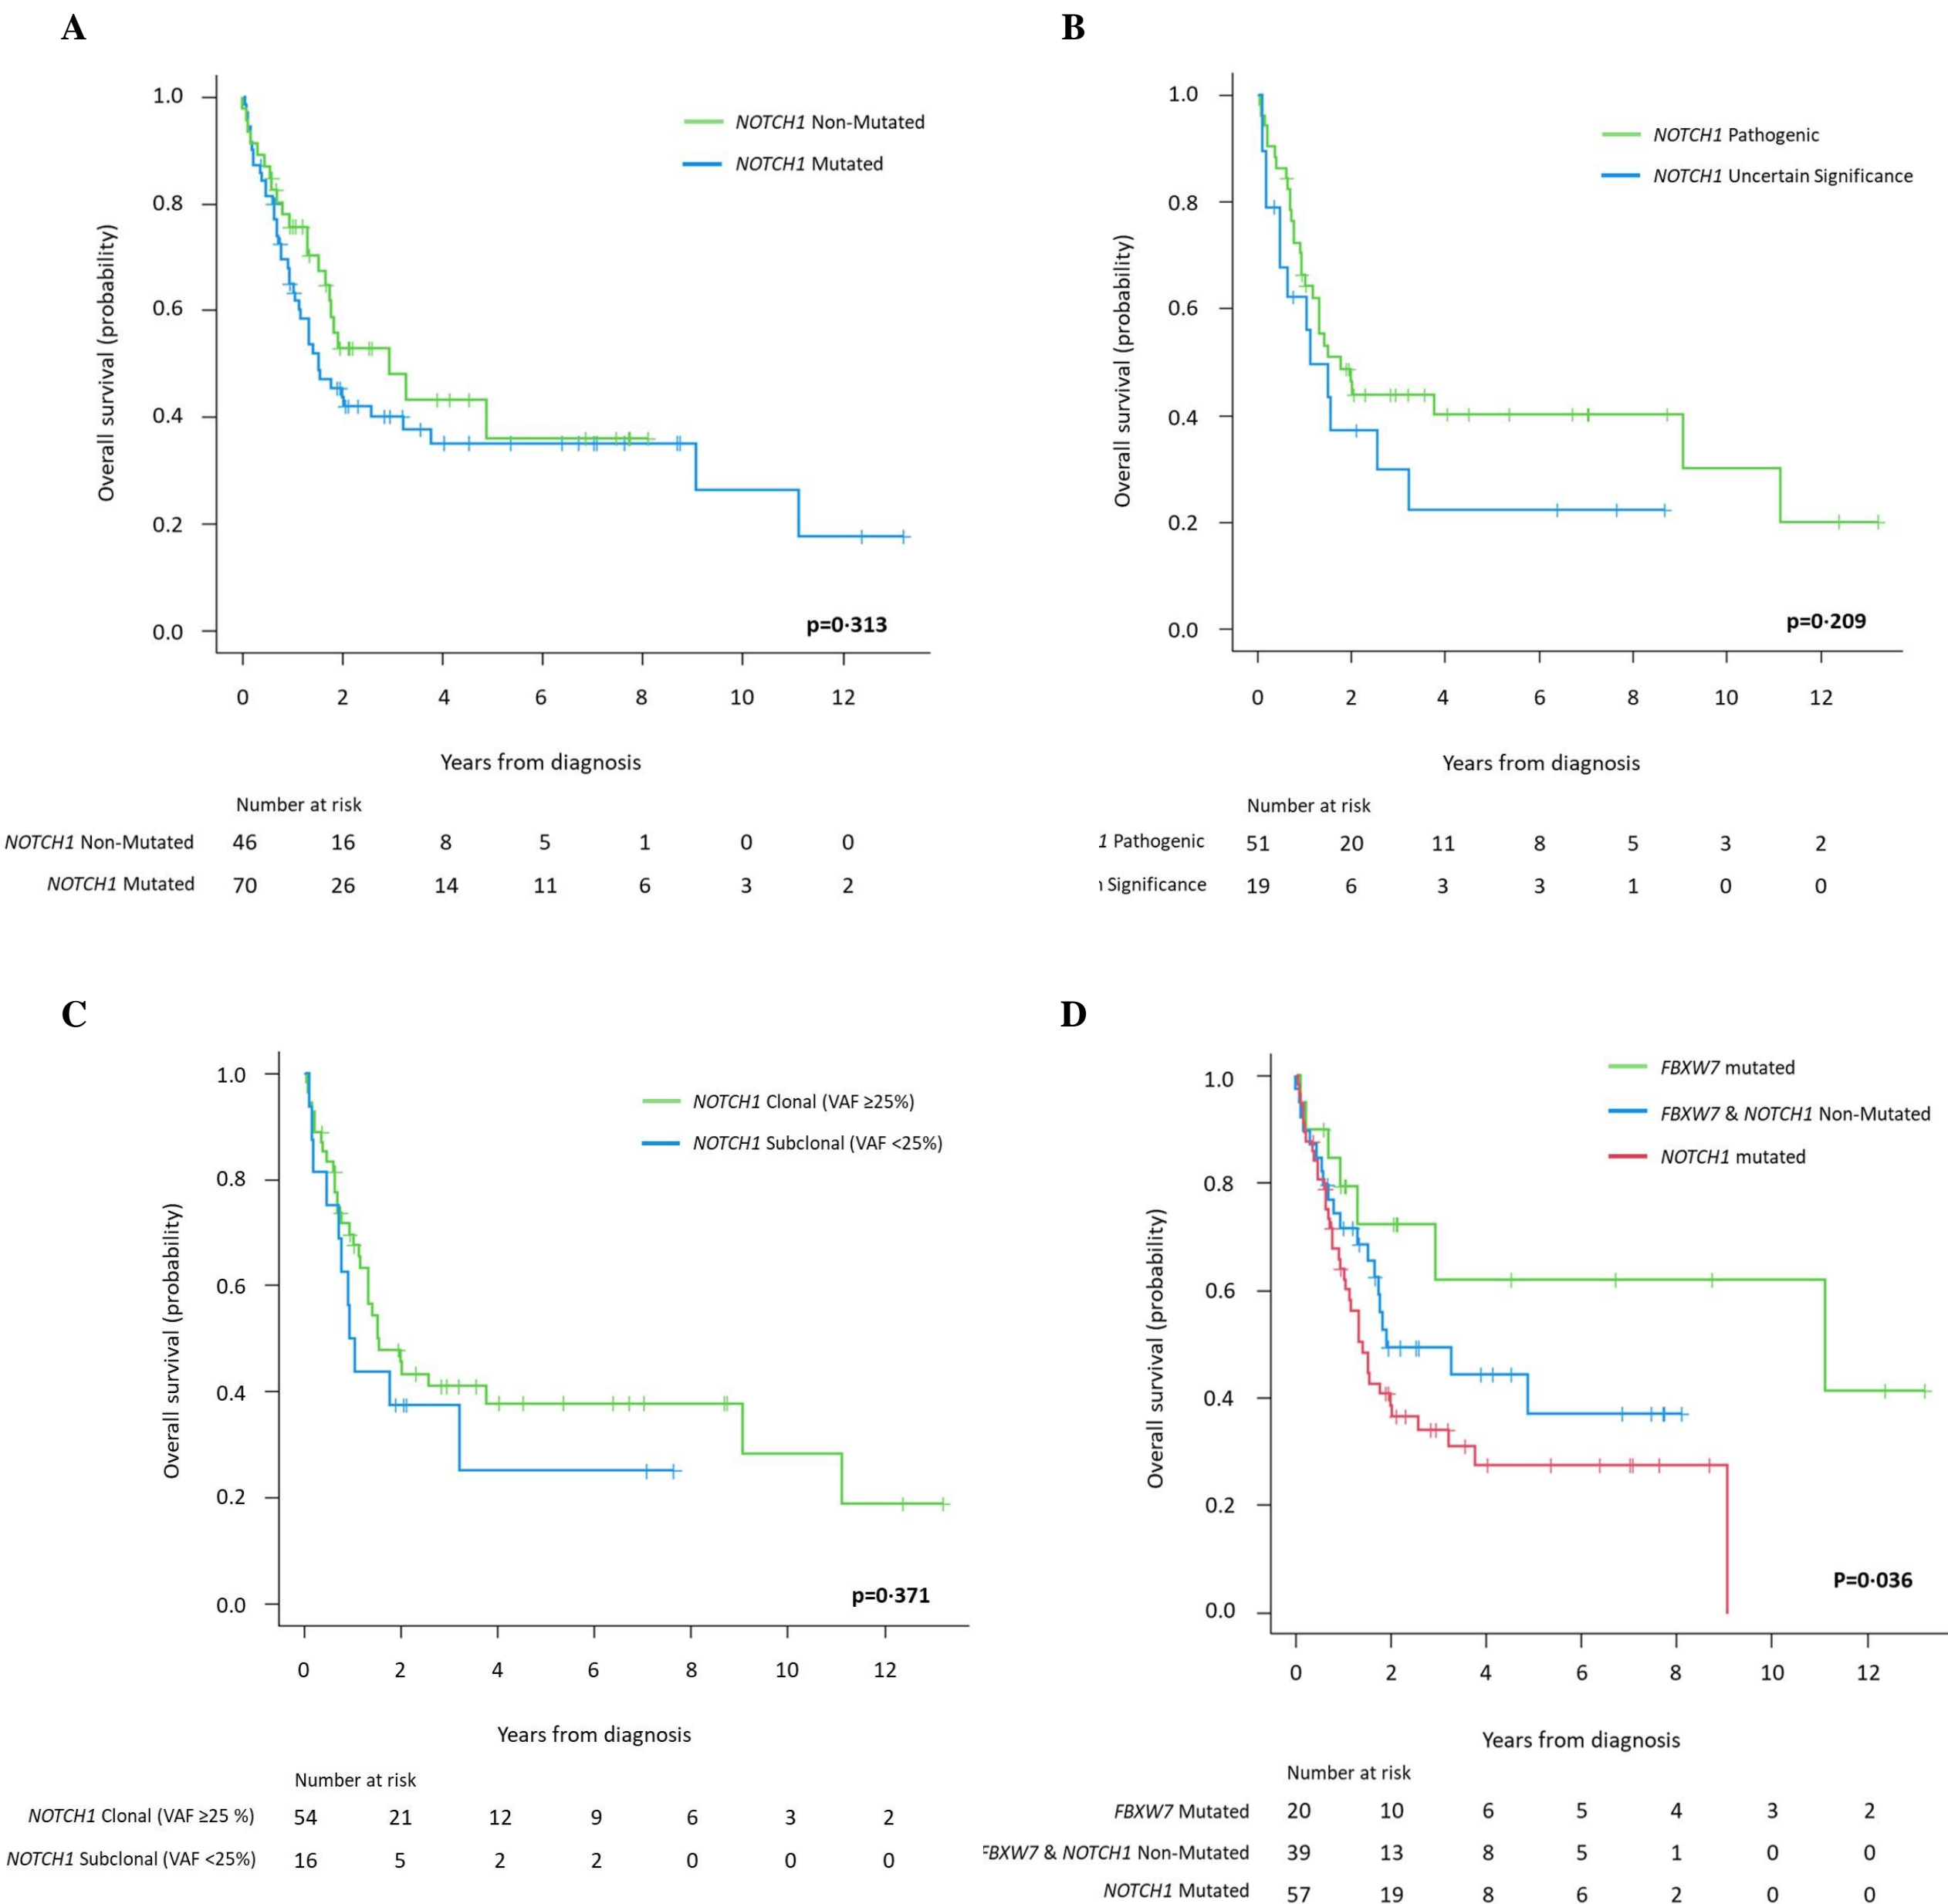 A
1.0
0.8
0.6
0.4
0.2
0.0
Overall survival (probability)
NOTCH1 Non-Mutated
NOTCH1 Mutated
p=0·313
0 2 4 6 8 10 12
Years from diagnosis
Number at risk
NOTCH1 Non-Mutated 46 16 8 5 1 0 0
NOTCH1 Mutated 70 26 14 11 6 3 2
B
1.0
0.8
0.6
0.4
0.2
0.0
Overall survival (probability)
NOTCH1 Pathogenic
NOTCH1 Uncertain Significance
p=0·209
0 2 4 6 8 10 12
Years from diagnosis
Number at risk
1 Pathogenic 51 20 11 8 5 3 2
Significance 19 6 3 3 1 0 0
C
1.0
0.8
0.6
0.4
0.2
0.0
Overall survival (probability)
NOTCH1 Clonal (VAF ≥25%)
NOTCH1 Subclonal (VAF <25%)
p=0·371
0 2 4 6 8 10 12
Years from diagnosis
Number at risk
NOTCH1 Clonal (VAF ≥25 %) 54 21 12 9 6 3 2
NOTCH1 Subclonal (VAF <25%) 16 5 2 2 0 0 0
D
1.0
0.8
0.6
0.4
0.2
0.0
Overall survival (probability)
FBXW7 mutated
FBXW7 & NOTCH1 Non-Mutated
NOTCH1 mutated
P=0·036
0 2 4 6 8 10 12
Years from diagnosis
Number at risk
FBXW7 Mutated 20 10 6 5 4 3 2
FBXW7 & NOTCH1 Non-Mutated 39 13 8 5 1 0 0
NOTCH1 Mutated 57 19 8 6 2 0 0